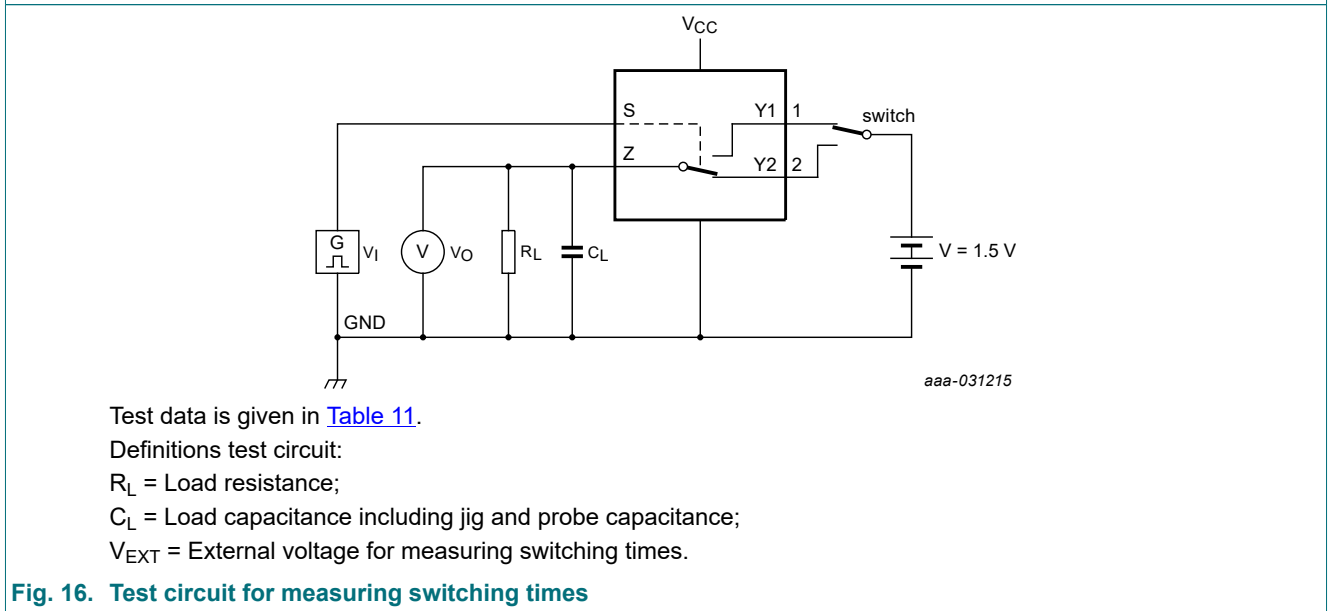 VCC
S
Y1 1
switch
Z
Y2 2
G
VI
V
VO
RL
CL
V = 1.5 V
GND
aaa-031215
Test data is given in Table 11.
Definitions test circuit:
RL = Load resistance;
CL = Load capacitance including jig and probe capacitance;
VEXT = External voltage for measuring switching times.
Fig. 16. Test circuit for measuring switching times